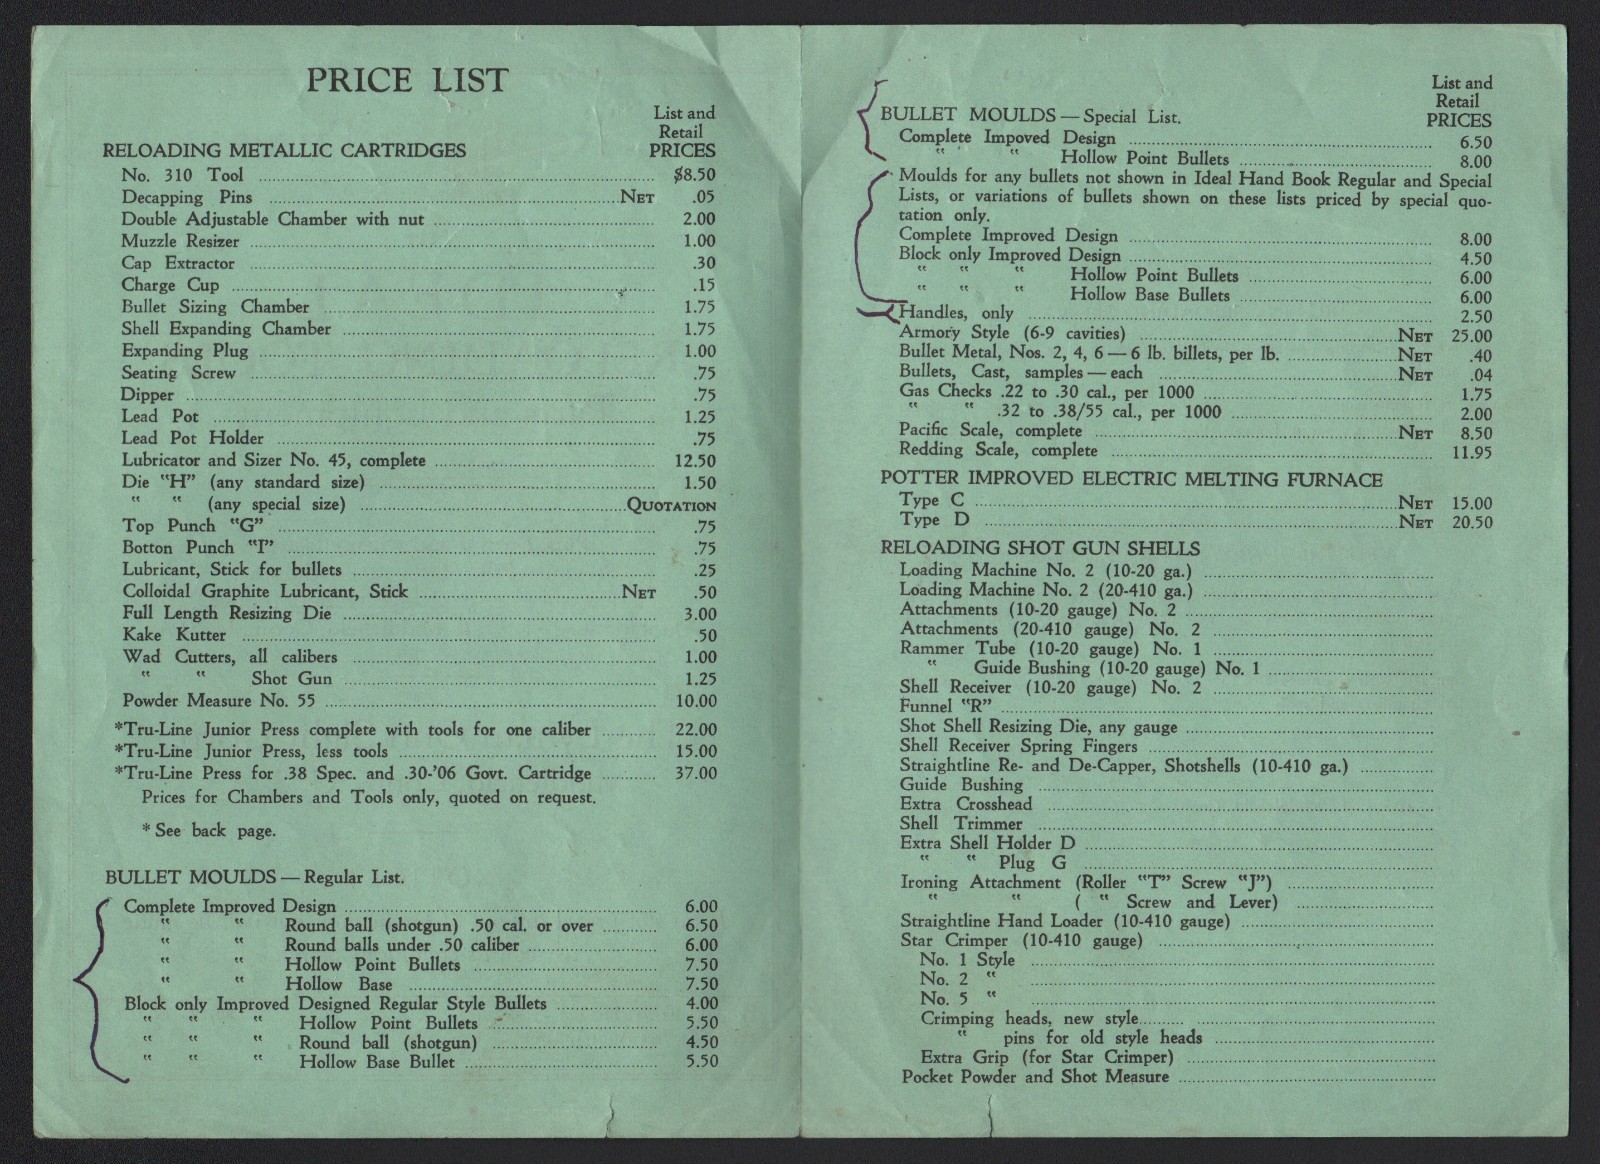 PRICE LIST
List and
Retail
RELOADING METALLIC CARTRIDGES PRICES
No. 310 Tool $8.50
Decapping Pins NET .05
Double Adjustable Chamber with nut 2.00
Muzzle Resizer 1.00
Cap Extractor .30
Charge Cup .15
Bullet Sizing Chamber 1.75
Shell Expanding Chamber 1.75
Expanding Plug 1.00
Seating Screw .75
Dipper .75
Lead Pot 1.25
Lead Pot Holder .75
Lubricator and Sizer No. 45, complete 12.50
Die "H" (any standard size) 1.50
" " (any special size) QUOTATION
Top Punch "G" .75
Botton Punch "I" .75
Lubricant, Stick for bullets .25
Colloidal Graphite Lubricant, Stick NET .50
Full Length Resizing Die 3.00
Kake Kutter .50
Wad Cutters, all calibers 1.00
" " Shot Gun 1.25
Powder Measure No. 55 10.00
*Tru-Line Junior Press complete with tools for one caliber 22.00
*Tru-Line Junior Press, less tools 15.00
*Tru-Line Press for .38 Spec. and .30-'06 Govt. Cartridge 37.00
Prices for Chambers and Tools only, quoted on request.
* See back page.
BULLET MOULDS — Regular List.
Complete Improved Design 6.00
" " Round ball (shotgun) .50 cal. or over 6.50
" " Round balls under .50 caliber 6.00
" " Hollow Point Bullets 7.50
" " Hollow Base 7.50
Block only Improved Designed Regular Style Bullets 4.00
" " " Hollow Point Bullets 5.50
" " " Round ball (shotgun) 4.50
" " " Hollow Base Bullet 5.50
List and
Retail
BULLET MOULDS — Special List. PRICES
Complete Impoved Design 6.50
" " Hollow Point Bullets 8.00
Moulds for any bullets not shown in Ideal Hand Book Regular and Special
Lists, or variations of bullets shown on these lists priced by special quo-
tation only.
Complete Improved Design 8.00
Block only Improved Design 4.50
" " " Hollow Point Bullets 6.00
" " " Hollow Base Bullets 6.00
Handles, only 2.50
Armory Style (6-9 cavities) NET 25.00
Bullet Metal, Nos. 2, 4, 6 — 6 lb. billets, per lb. NET .40
Bullets, Cast, samples — each NET .04
Gas Checks .22 to .30 cal., per 1000 1.75
" " .32 to .38/55 cal., per 1000 2.00
Pacific Scale, complete NET 8.50
Redding Scale, complete 11.95
POTTER IMPROVED ELECTRIC MELTING FURNACE
Type C NET 15.00
Type D NET 20.50
RELOADING SHOT GUN SHELLS
Loading Machine No. 2 (10-20 ga.)
Loading Machine No. 2 (20-410 ga.)
Attachments (10-20 gauge) No. 2
Attachments (20-410 gauge) No. 2
Rammer Tube (10-20 gauge) No. 1
" Guide Bushing (10-20 gauge) No. 1
Shell Receiver (10-20 gauge) No. 2
Funnel "R"
Shot Shell Resizing Die, any gauge
Shell Receiver Spring Fingers
Straightline Re- and De-Capper, Shotshells (10-410 ga.)
Guide Bushing
Extra Crosshead
Shell Trimmer
Extra Shell Holder D
" " Plug G
Ironing Attachment (Roller "T" Screw "J")
" " ( " Screw and Lever)
Straightline Hand Loader (10-410 gauge)
Star Crimper (10-410 gauge)
No. 1 Style
No. 2 "
No. 5 "
Crimping heads, new style
" pins for old style heads
Extra Grip (for Star Crimper)
Pocket Powder and Shot Measure